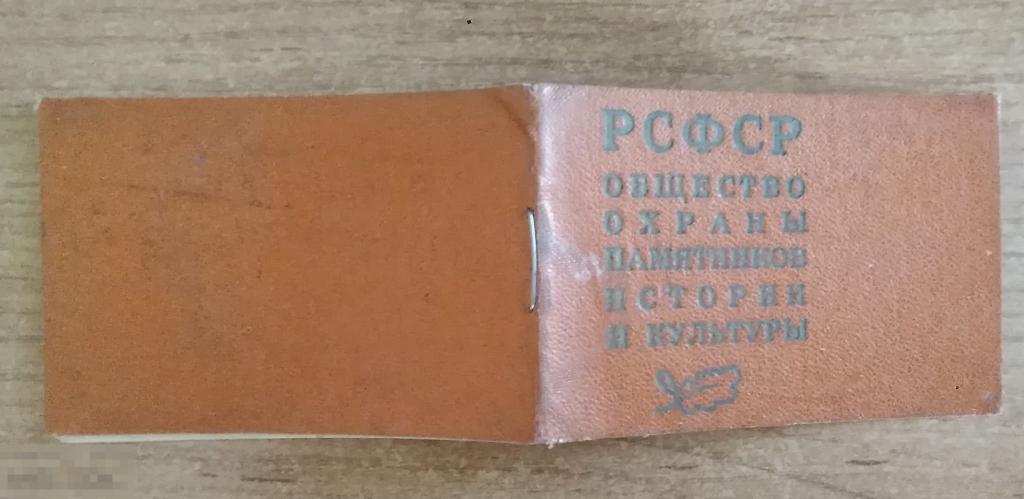 РСФСР
ОБЩЕСТВО
ОХРАНЫ
ПАМЯТНИКОВ
ИСТОРИИ
И КУЛЬТУРЫ